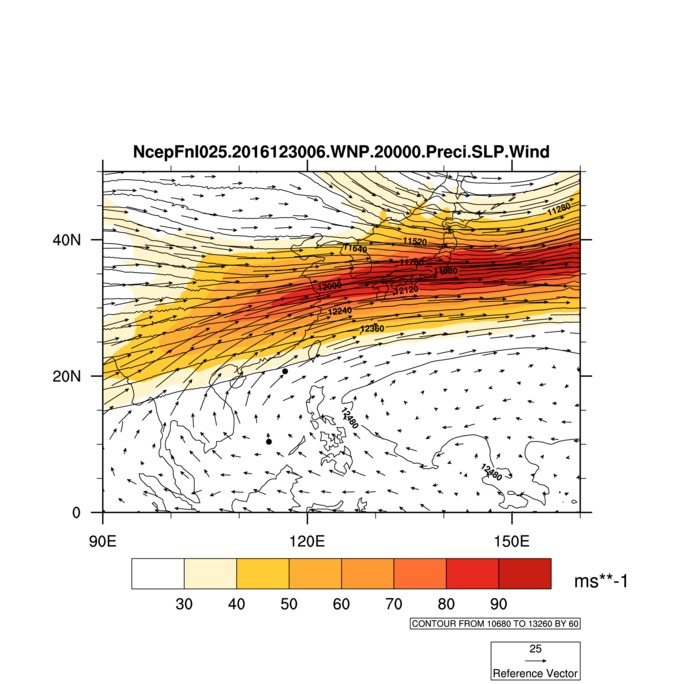 NcepFnl025.2016123006.WNP.20000.Preci.SLP.Wind
11280
40N
11640
11520
11760
11880
12000
12120
12240
12360
20N
12480
12480
0
90E 120E 150E
30 40 50 60 70 80 90
ms**-1
CONTOUR FROM 10680 TO 13260 BY 60
25
Reference Vector